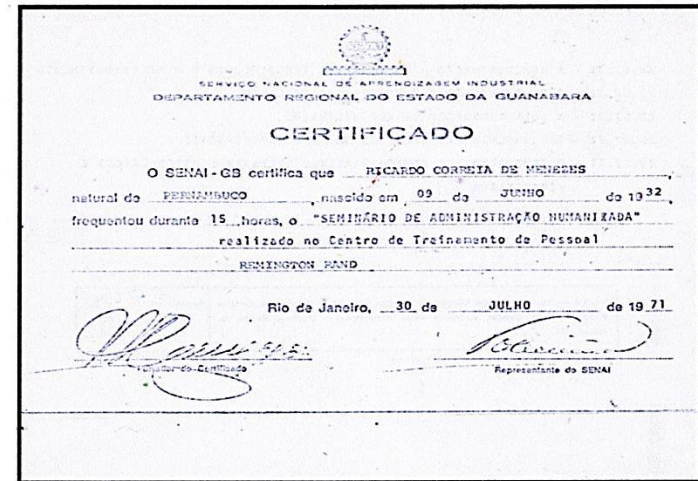 SERVIÇO NACIONAL DE APRENDIZAGEM INDUSTRIAL
DEPARTAMENTO REGIONAL DO ESTADO DA GUANABARA
CERTIFICADO
O SENAI-GB certifica que RICARDO CORREIA DE MENEZES
natural de PERNAMBUCO, nascido em 09 de JUNHO de 1932
frequentou durante 15 horas, o "SEMINÁRIO DE ADMINISTRAÇÃO HUMANIZADA"
realizado no Centro de Treinamento de Pessoal
REMINGTON RAND
Rio de Janeiro, 30 de JULHO de 1971
do Certificado
Representante do SENAI